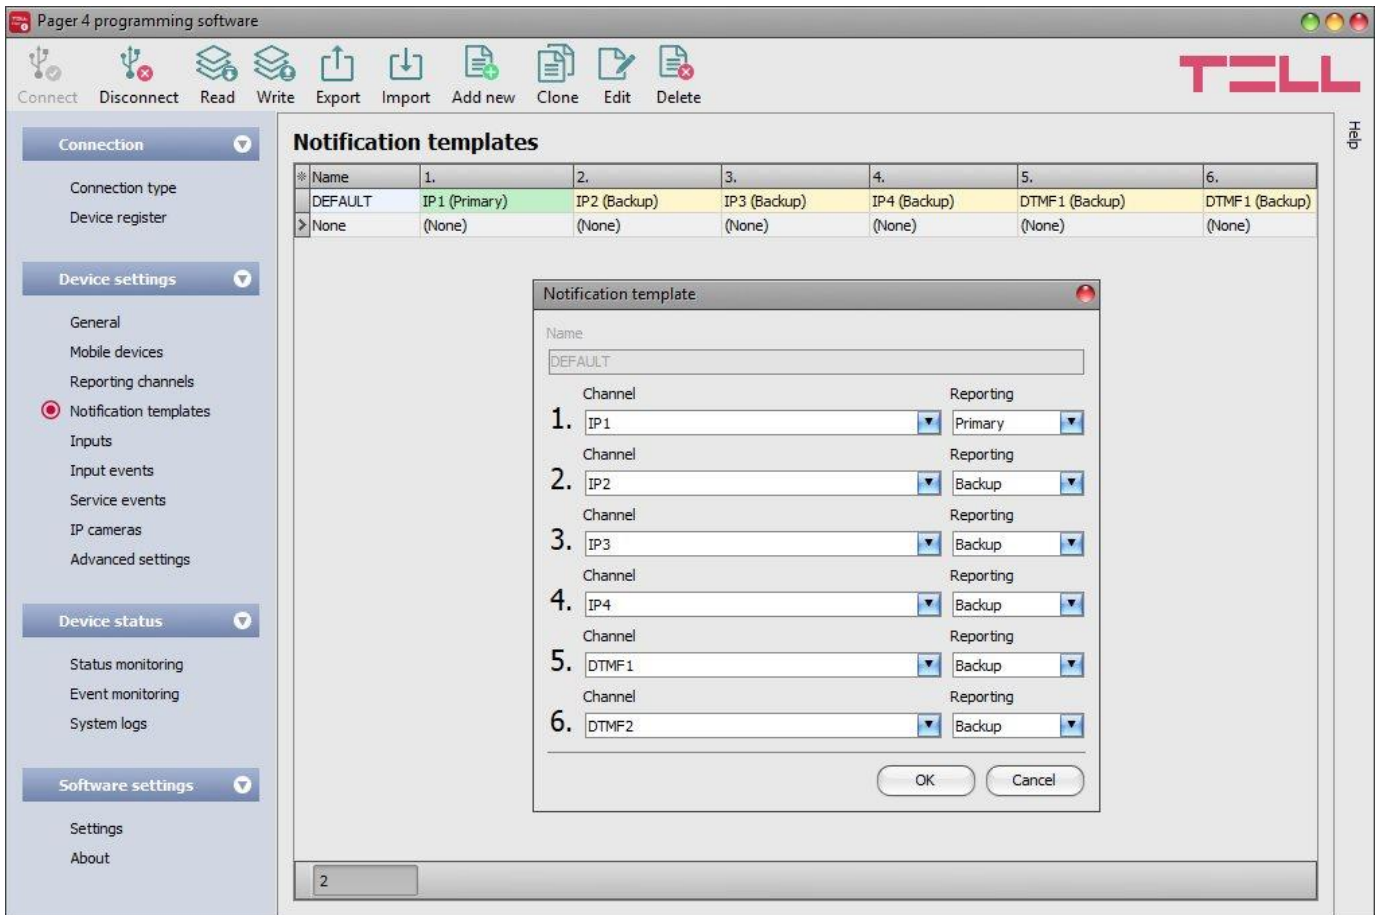 Pager 4 programming software
Connect Disconnect Read Write Export Import Add new Clone Edit Delete
TELL
Help
Connection
Connection type
Device register
Device settings
General
Mobile devices
Reporting channels
Notification templates
Inputs
Input events
Service events
IP cameras
Advanced settings
Device status
Status monitoring
Event monitoring
System logs
Software settings
Settings
About
Notification templates
Name 1. 2. 3. 4. 5. 6.
DEFAULT IP1 (Primary) IP2 (Backup) IP3 (Backup) IP4 (Backup) DTMF1 (Backup) DTMF1 (Backup)
None (None) (None) (None) (None) (None) (None)
Notification template
Name
DEFAULT
Channel Reporting
1. IP1 Primary
Channel Reporting
2. IP2 Backup
Channel Reporting
3. IP3 Backup
Channel Reporting
4. IP4 Backup
Channel Reporting
5. DTMF1 Backup
Channel Reporting
6. DTMF2 Backup
OK Cancel
2